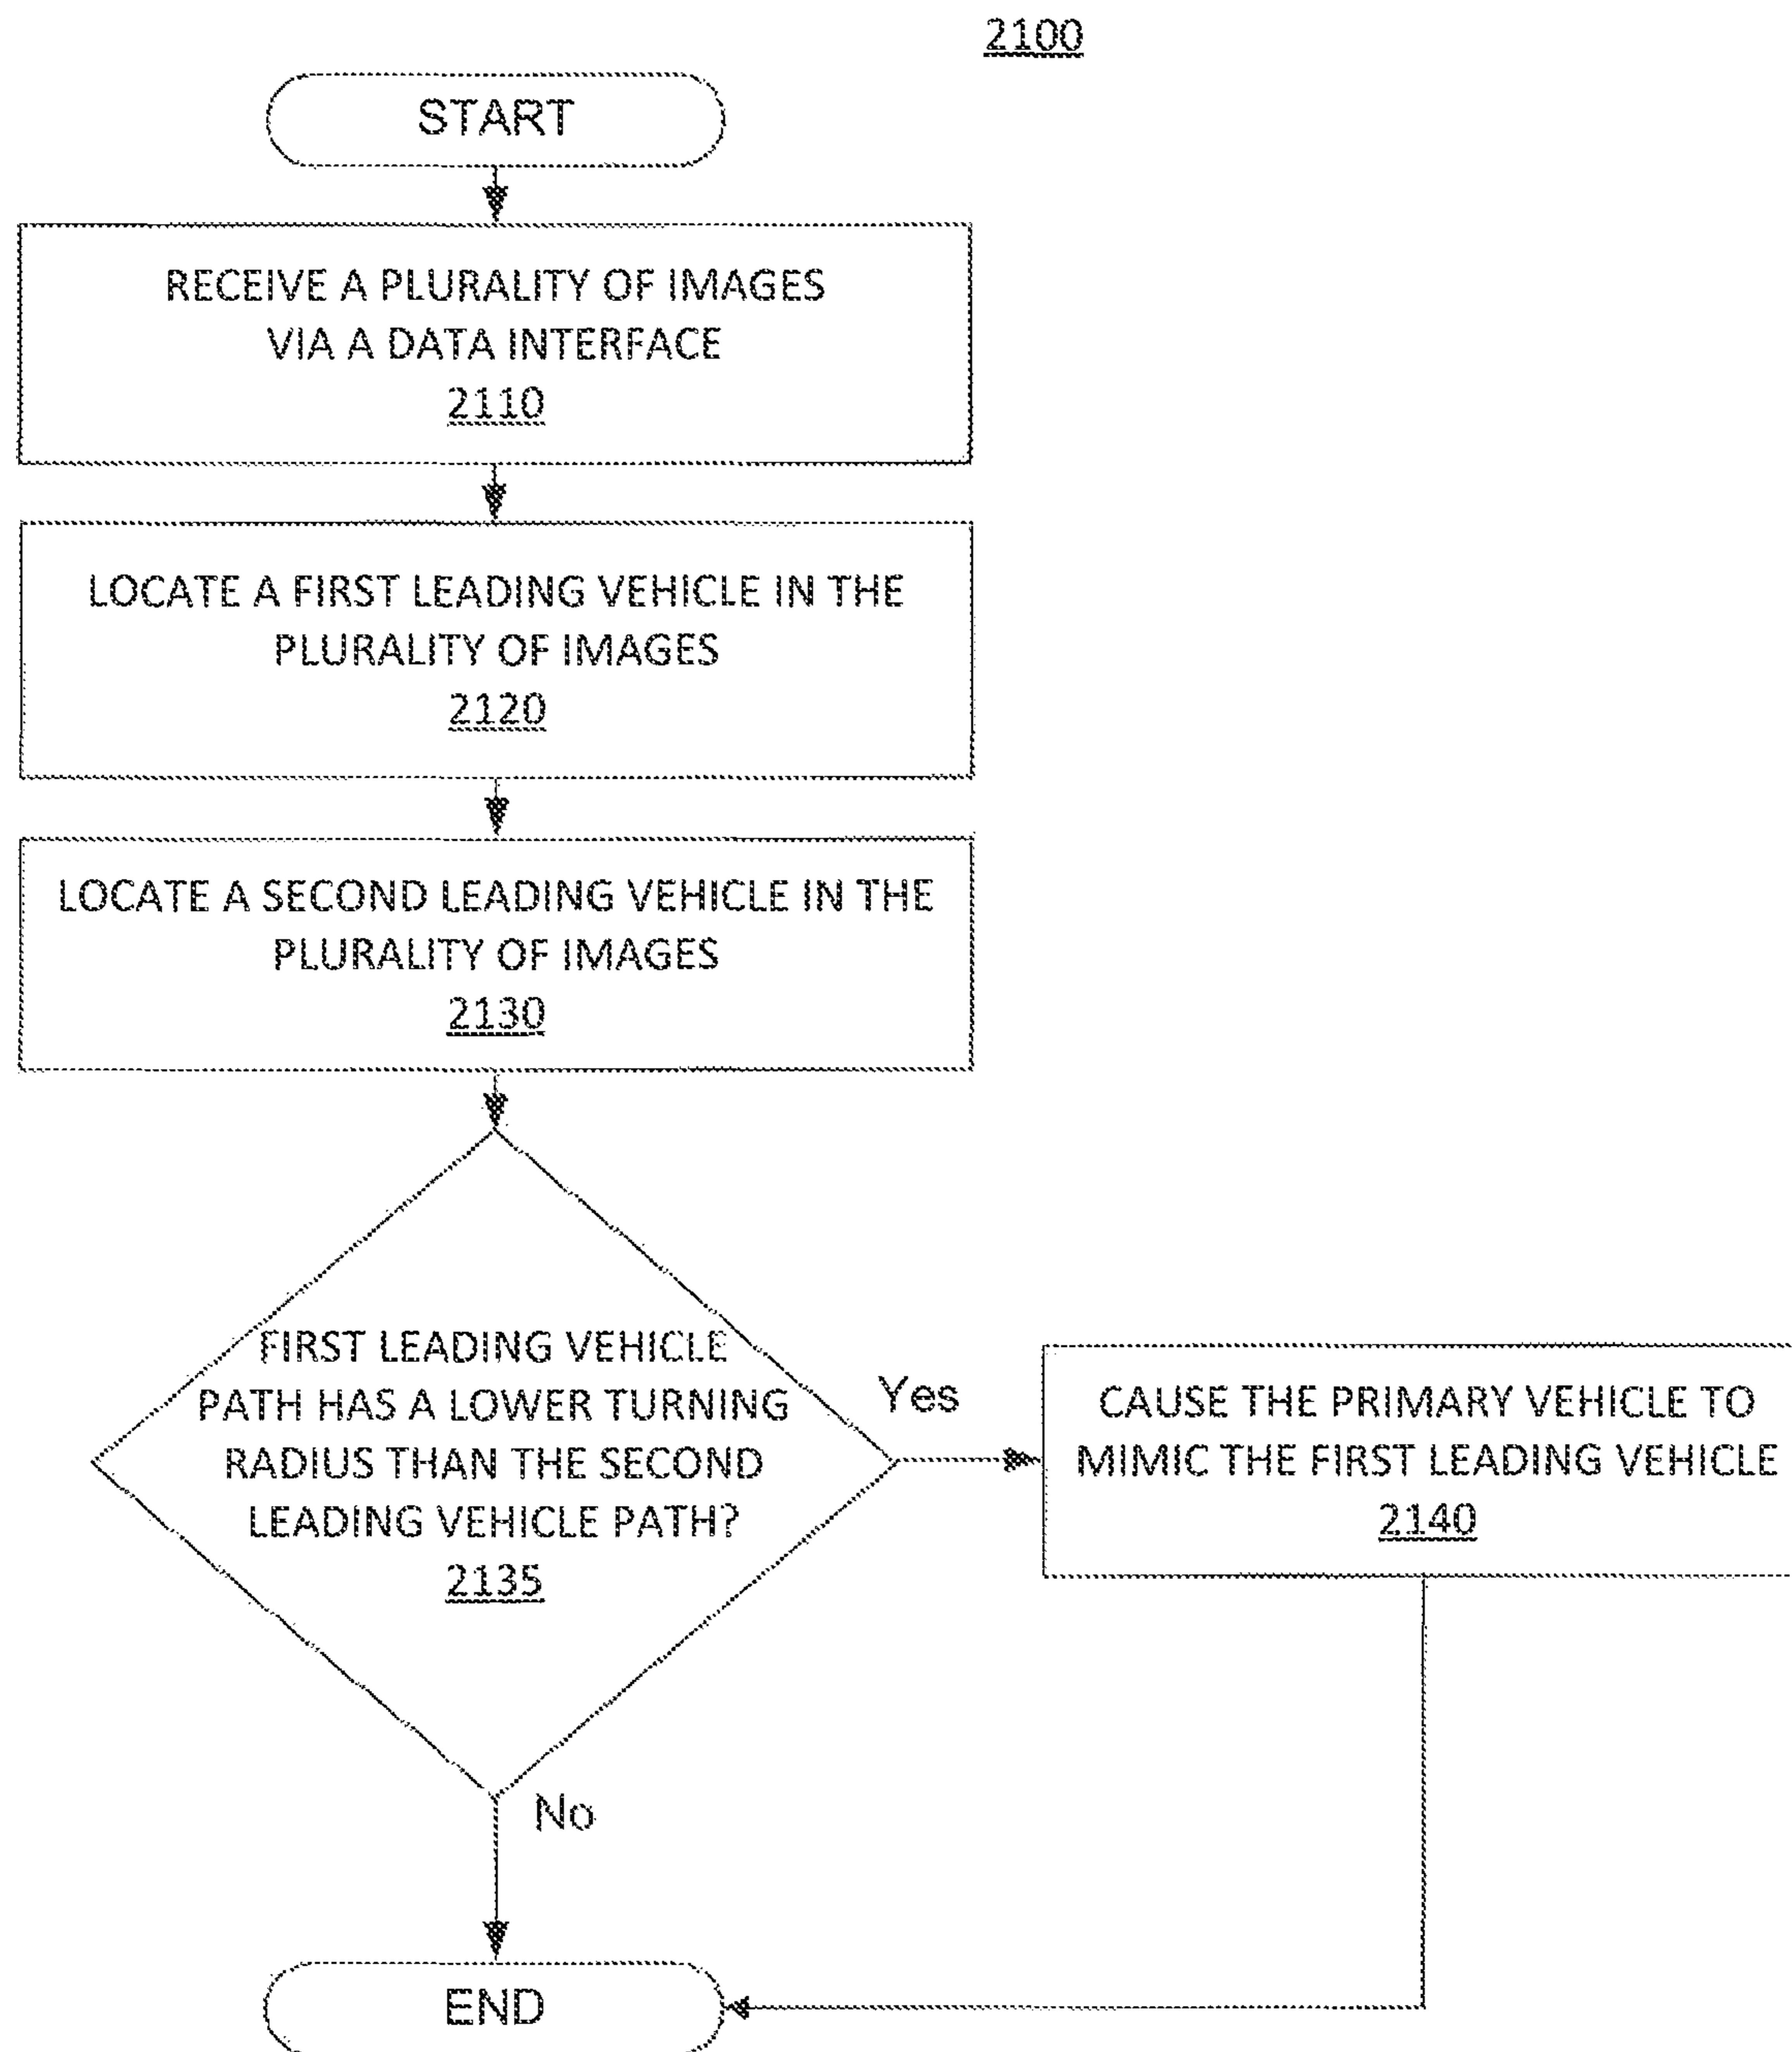 2100
START
RECEIVE A PLURALITY OF IMAGES
VIA A DATA INTERFACE
2110
LOCATE A FIRST LEADING VEHICLE IN THE
PLURALITY OF IMAGES
2120
LOCATE A SECOND LEADING VEHICLE IN THE
PLURALITY OF IMAGES
2130
FIRST LEADING VEHICLE
PATH HAS A LOWER TURNING
RADIUS THAN THE SECOND
LEADING VEHICLE PATH?
2135
Yes
CAUSE THE PRIMARY VEHICLE TO
MIMIC THE FIRST LEADING VEHICLE
2140
No
END